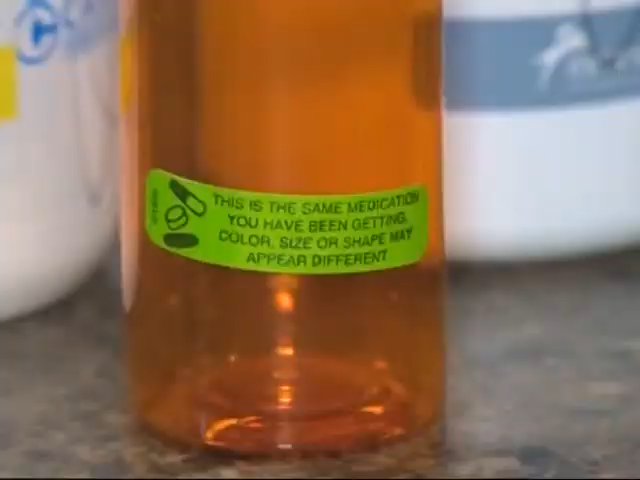 THIS IS THE SAME MEDICATION
YOU HAVE BEEN GETTING.
COLOR, SIZE OR SHAPE MAY
APPEAR DIFFERENT